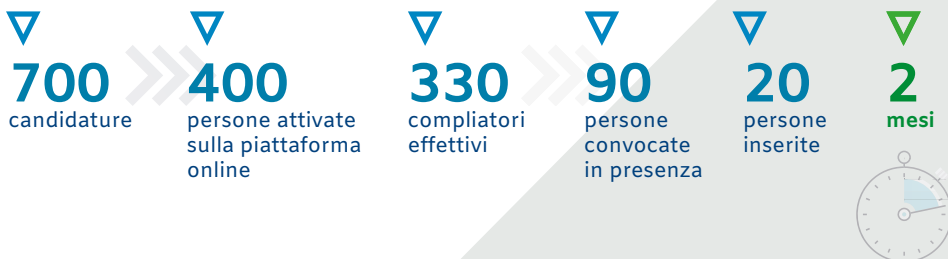 700
candidature
400
persone attivate
sulla piattaforma
online
330
compliatori
effettivi
90
persone
convocate
in presenza
20
persone
inserite
2
mesi